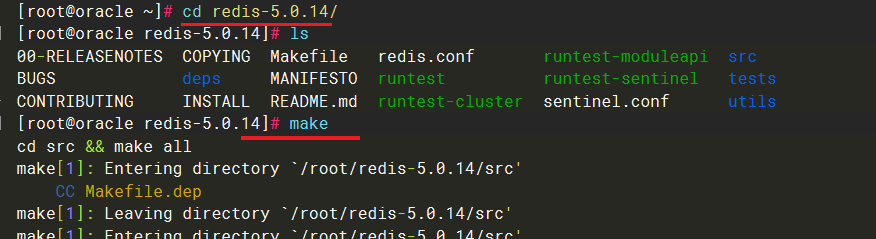 [root@oracle ~]# cd redis-5.0.14/
[root@oracle redis-5.0.14]# ls
00-RELEASENOTES COPYING Makefile redis.conf runtest-moduleapi src
BUGS deps MANIFESTO runtest runtest-sentinel tests
CONTRIBUTING INSTALL README.md runtest-cluster sentinel.conf utils
[root@oracle redis-5.0.14]# make
cd src && make all
make[1]: Entering directory `/root/redis-5.0.14/src'
CC Makefile.dep
make[1]: Leaving directory `/root/redis-5.0.14/src'
make[1]: Entering directory `/root/redis-5.0.14/src'